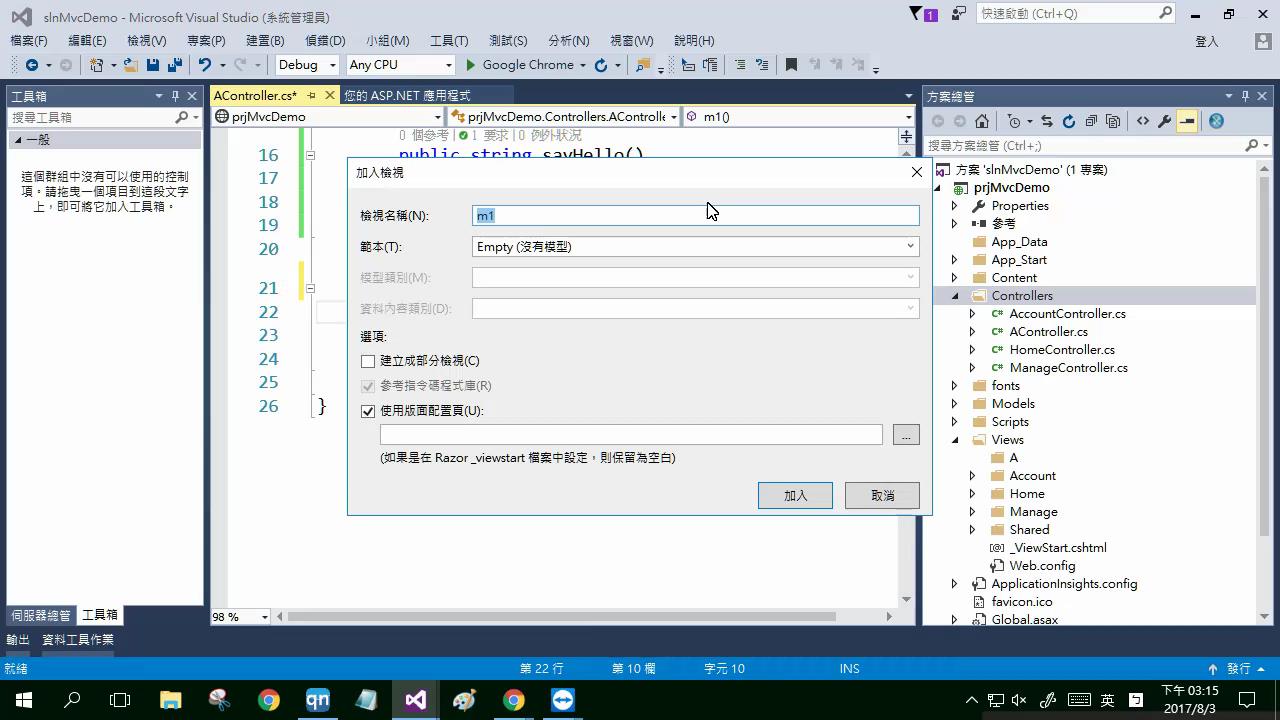 slnMvcDemo - Microsoft Visual Studio (系統管理員)
1
快速啟動 (Ctrl+Q)
檔案(F) 編輯(E) 檢視(V) 專案(P) 建置(B) 偵錯(D) 小組(M) 工具(T) 測試(S) 分析(N) 視窗(W) 說明(H)
登入
Debug Any CPU Google Chrome
工具箱
搜尋工具箱
一般
這個群組中沒有可以使用的控制
項。請拖曳一個項目到這段文字
上，即可將它加入工具箱。
伺服器總管 工具箱
AController.cs* 您的 ASP.NET 應用程式
prjMvcDemo prjMvcDemo.Controllers.AControlle m1()
0 個參考 | 1 要求 | 0 例外狀況
16 public string sayHello()
17
18
19
20
21
22
23
24
25
26 }
98 %
加入檢視
檢視名稱(N): m1
範本(T): Empty (沒有模型)
模型類別(M):
資料內容類別(D):
選項:
建立成部分檢視(C)
參考指令碼程式庫(R)
使用版面配置頁(U):
...
(如果是在 Razor _viewstart 檔案中設定，則保留為空白)
加入 取消
方案總管
搜尋方案總管 (Ctrl+;)
方案 'slnMvcDemo' (1 專案)
prjMvcDemo
Properties
參考
App_Data
App_Start
Content
Controllers
C# AccountController.cs
C# AController.cs
C# HomeController.cs
C# ManageController.cs
fonts
Models
Scripts
Views
A
Account
Home
Manage
Shared
_ViewStart.cshtml
Web.config
ApplicationInsights.config
favicon.ico
Global.asax
輸出 資料工具作業
就緒 第 22 行 第 10 欄 字元 10 INS 發行
qn
英
下午 03:15
2017/8/3